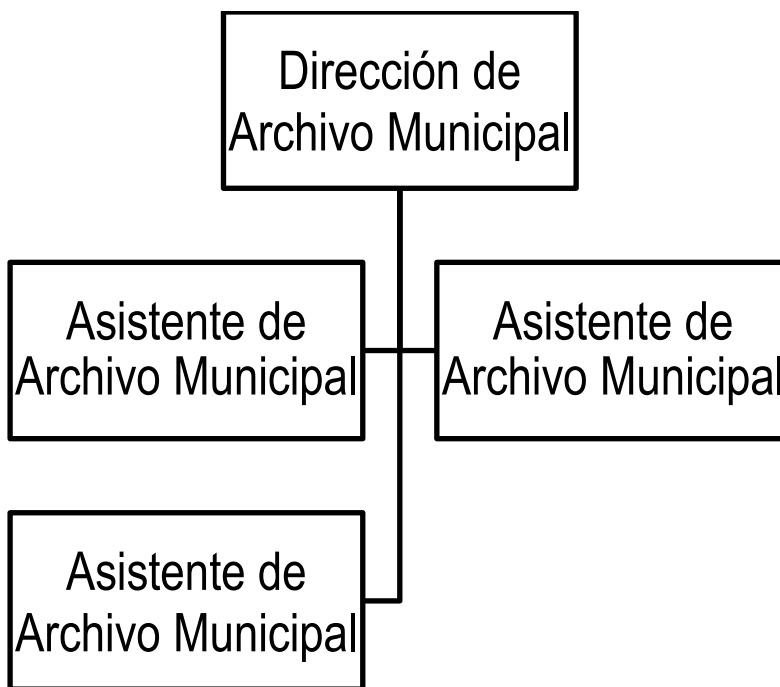 Dirección de
Archivo Municipal
Asistente de
Archivo Municipal
Asistente de
Archivo Municipal
Asistente de
Archivo Municipal